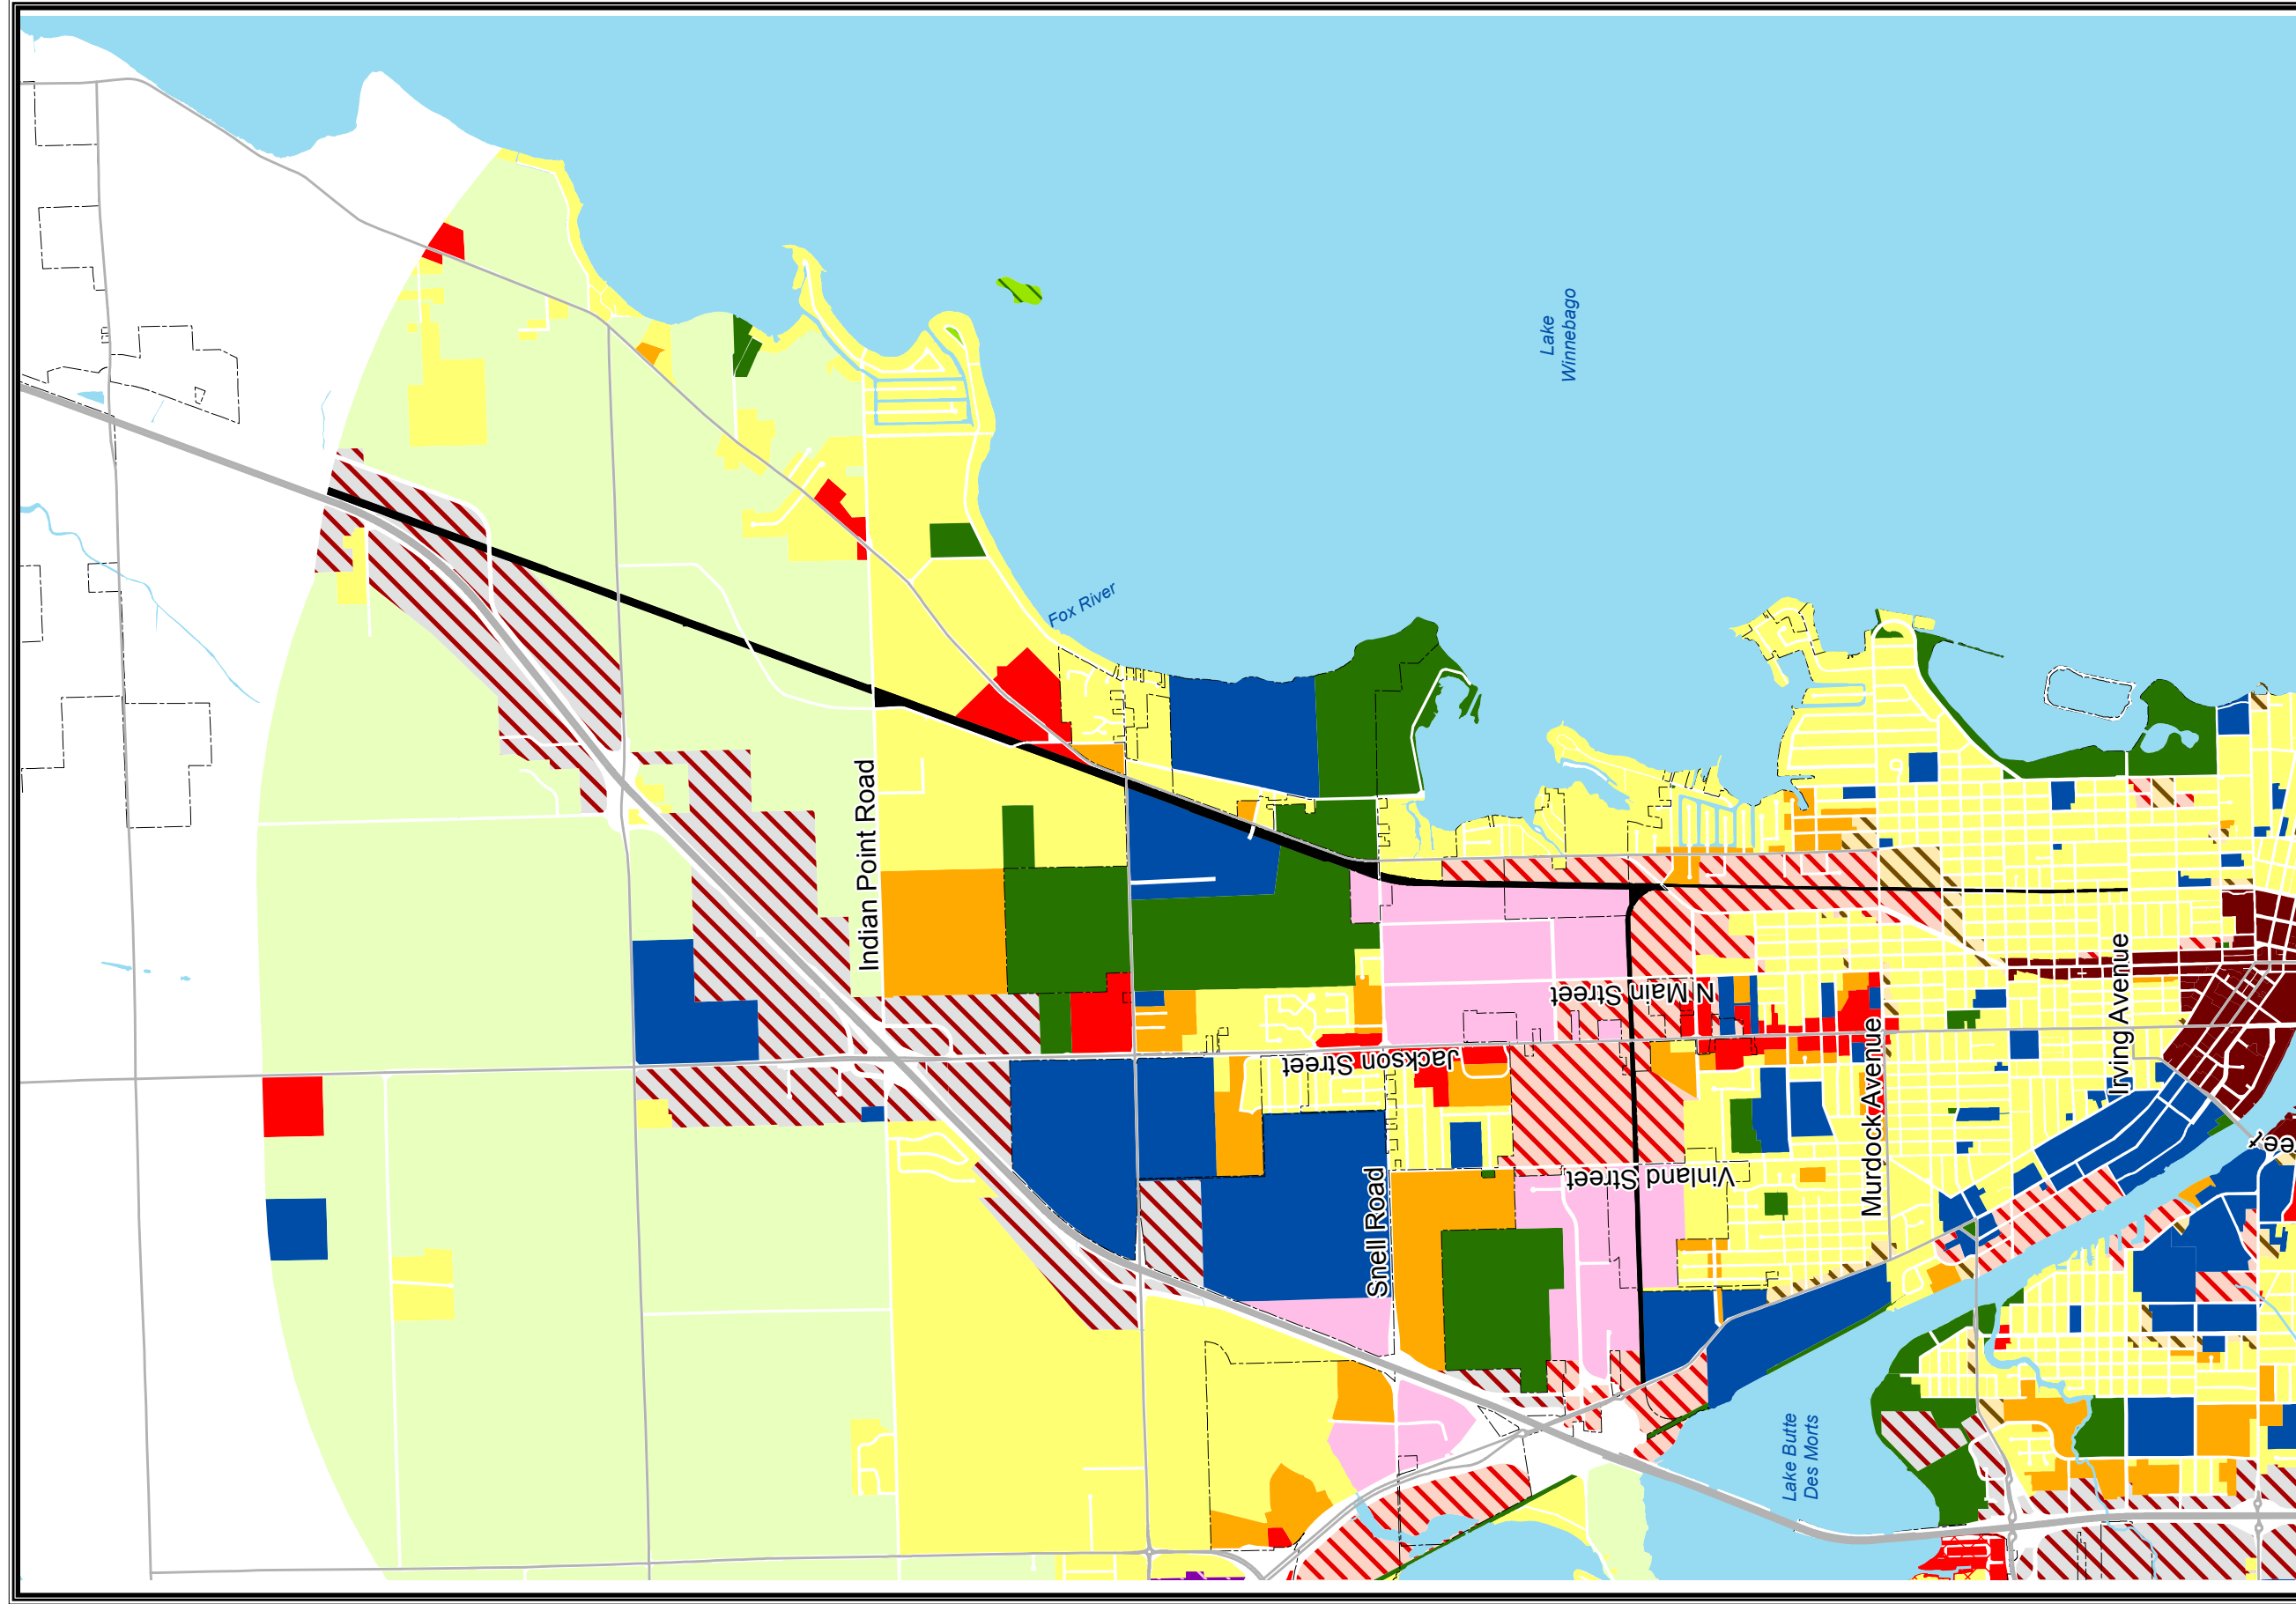 Lake
Winnebago
Fox River
Indian Point Road
N Main Street
Jackson Street
Irving Avenue
Murdock Avenue
Vinland Street
Snell Road
Lake Butte
Des Morts